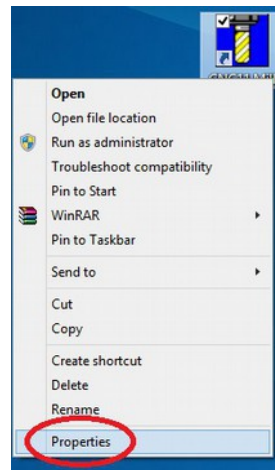 Open
Open file location
Run as administrator
Troubleshoot compatibility
Pin to Start
WinRAR
Pin to Taskbar
Send to
Cut
Copy
Create shortcut
Delete
Rename
Properties